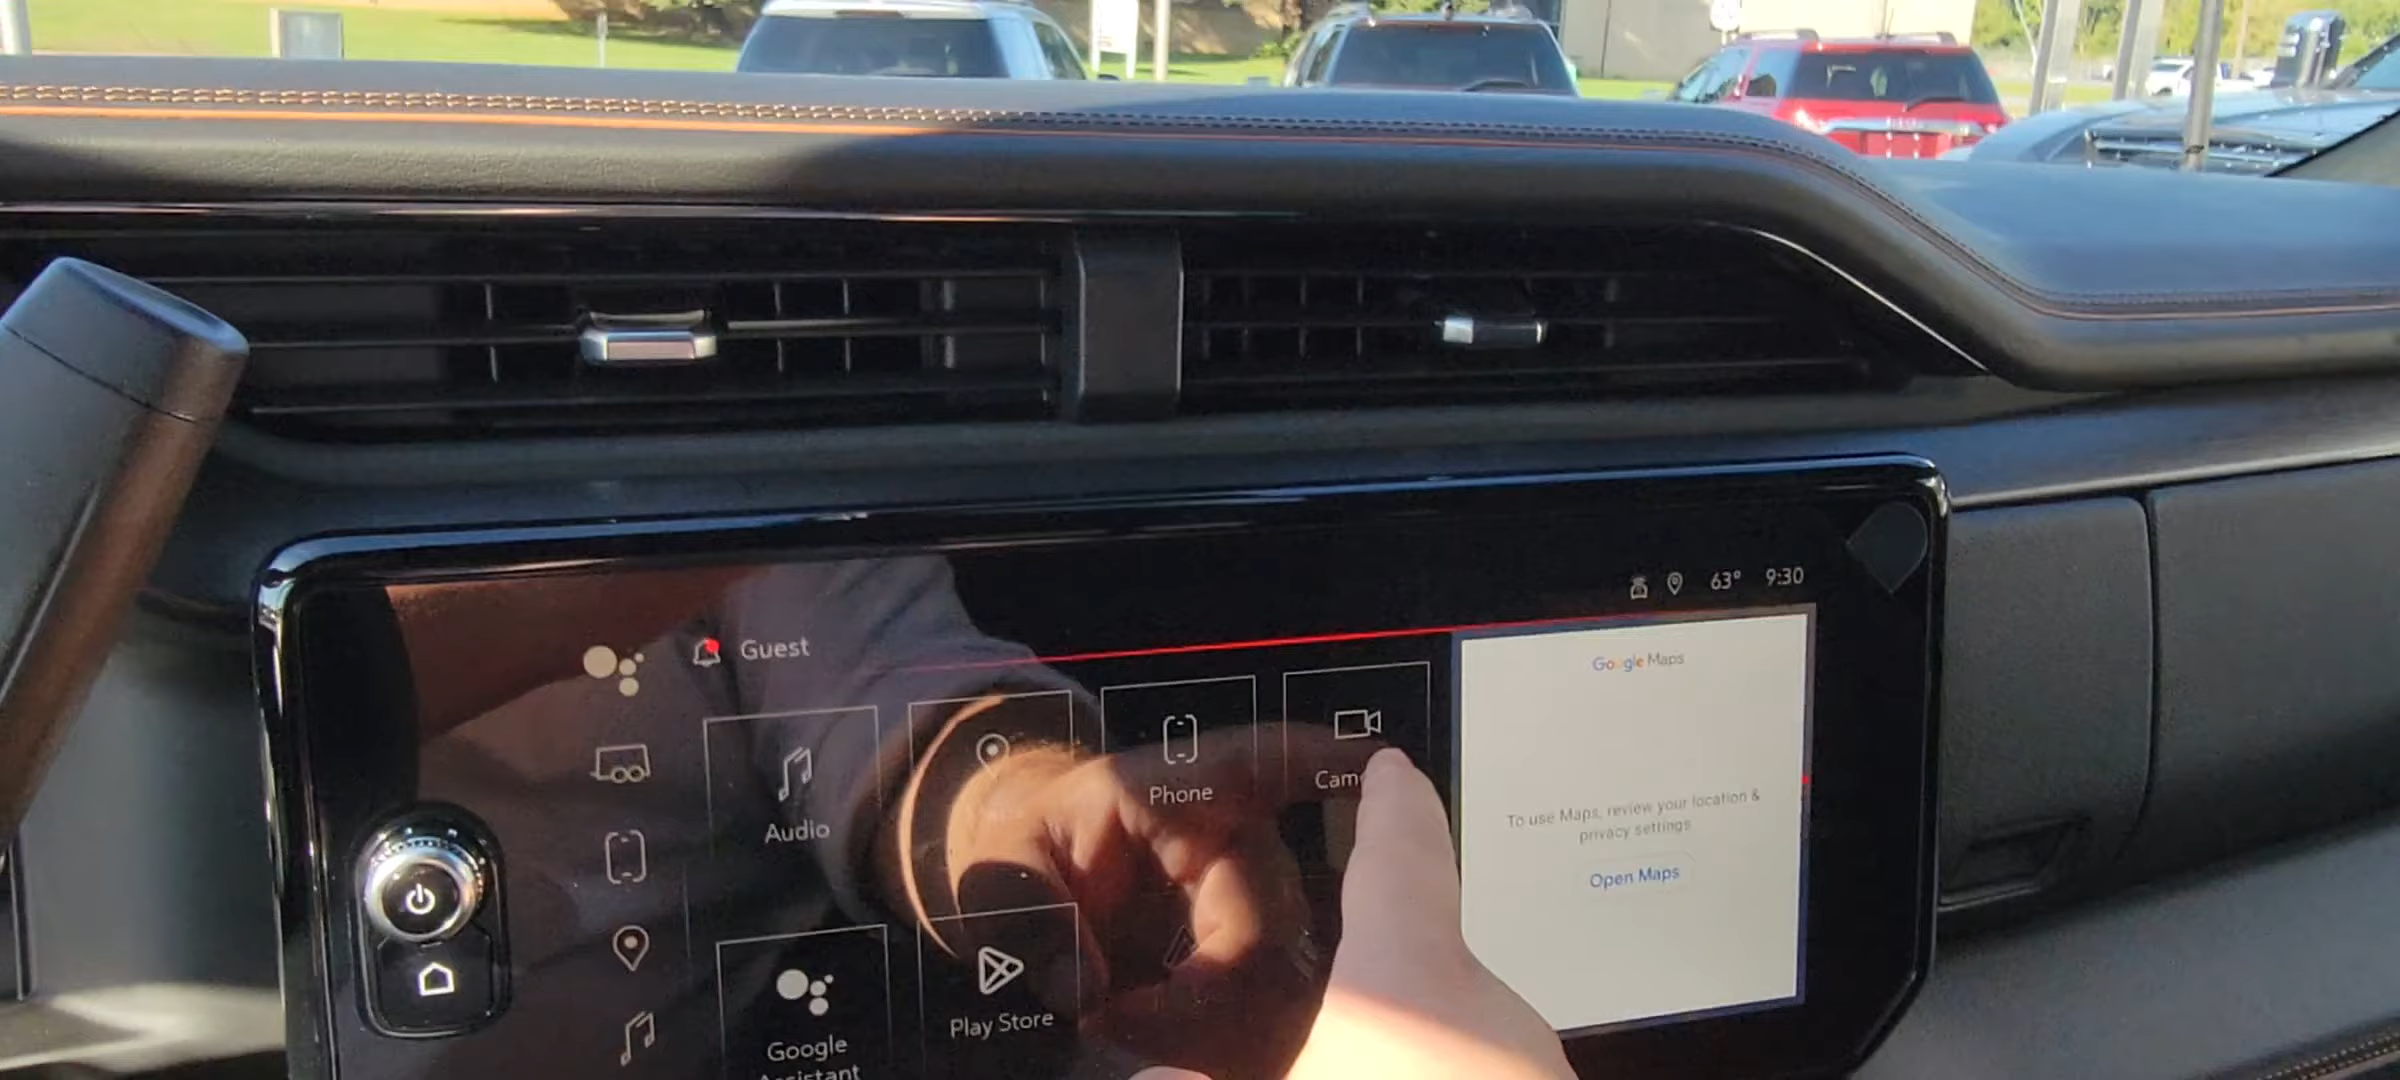 63° 9:30
Guest
Google Maps
Phone
Audio
To use Maps, review your location &
privacy settings
Open Maps
Play Store
Google